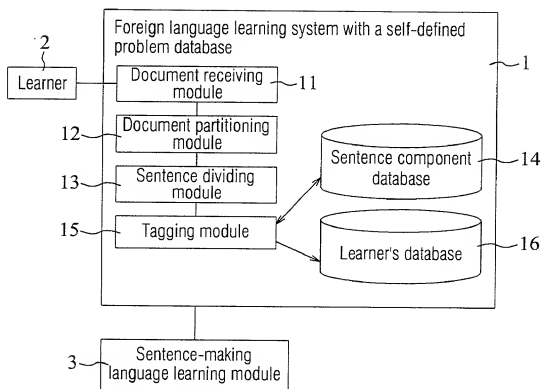 Foreign language learning system with a self-defined
problem database
2
1
Learner
Document receiving
module
11
12
Document partitioning
module
13
Sentence dividing
module
Sentence component
database
14
15
Tagging module
Learner's database
16
3
Sentence-making
language learning module